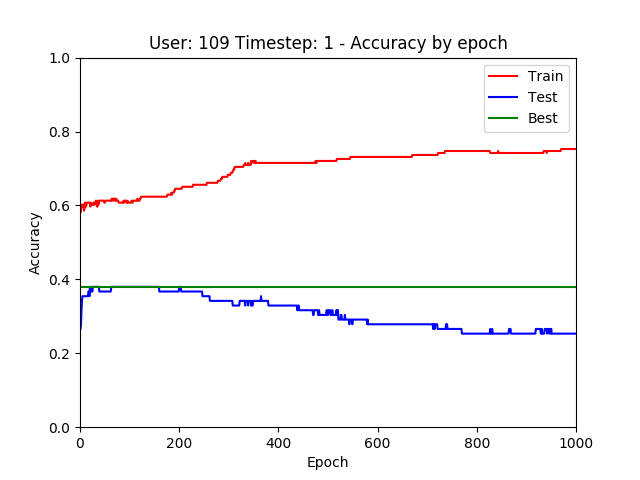 User: 109 Timestep: 1 - Accuracy by epoch
1.0
0.8
0.6
0.4
0.2
0.0
Accuracy
Train
Test
Best
0 200 400 600 800 1000
Epoch